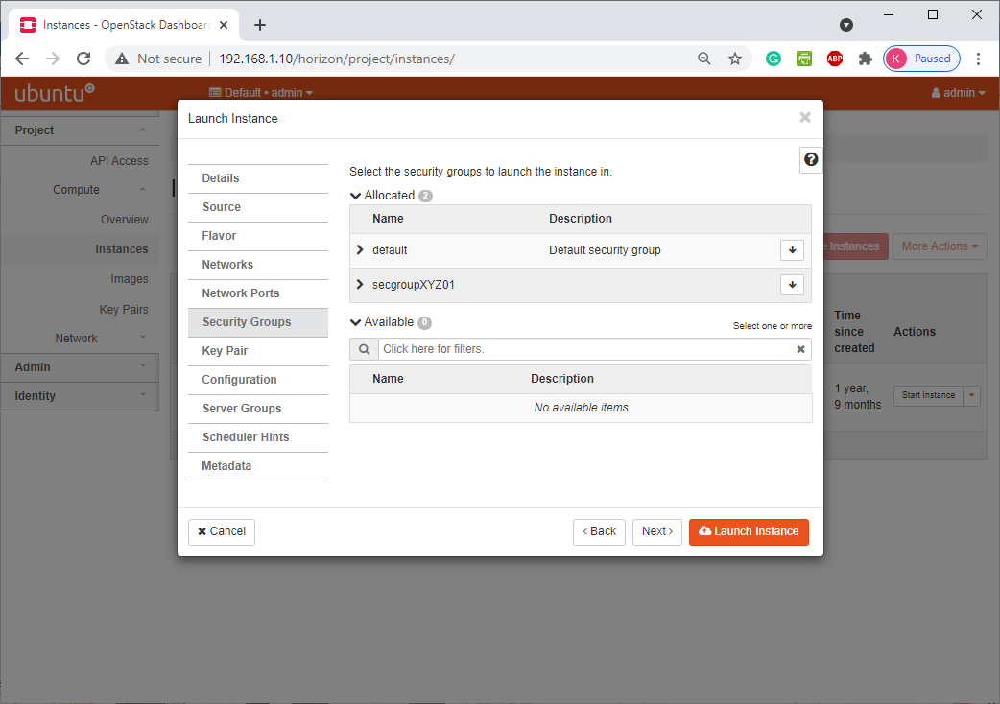 Instances - OpenStack Dashboar
Not secure
192.168.1.10/horizon/project/instances/
ABP
K Paused
ubuntu
Default • admin
admin
Launch Instance
Project
API Access
Compute
Overview
Instances
Images
Key Pairs
Network
Admin
Identity
Details
Source
Flavor
Networks
Network Ports
Security Groups
Key Pair
Configuration
Server Groups
Scheduler Hints
Metadata
Select the security groups to launch the instance in.
Allocated 2
Name Description
default Default security group
secgroupXYZ01
Available 0
Select one or more
Click here for filters.
Name Description
No available items
Cancel
Back
Next
Launch Instance
Instances
More Actions
Time since created
Actions
1 year, 9 months
Start Instance